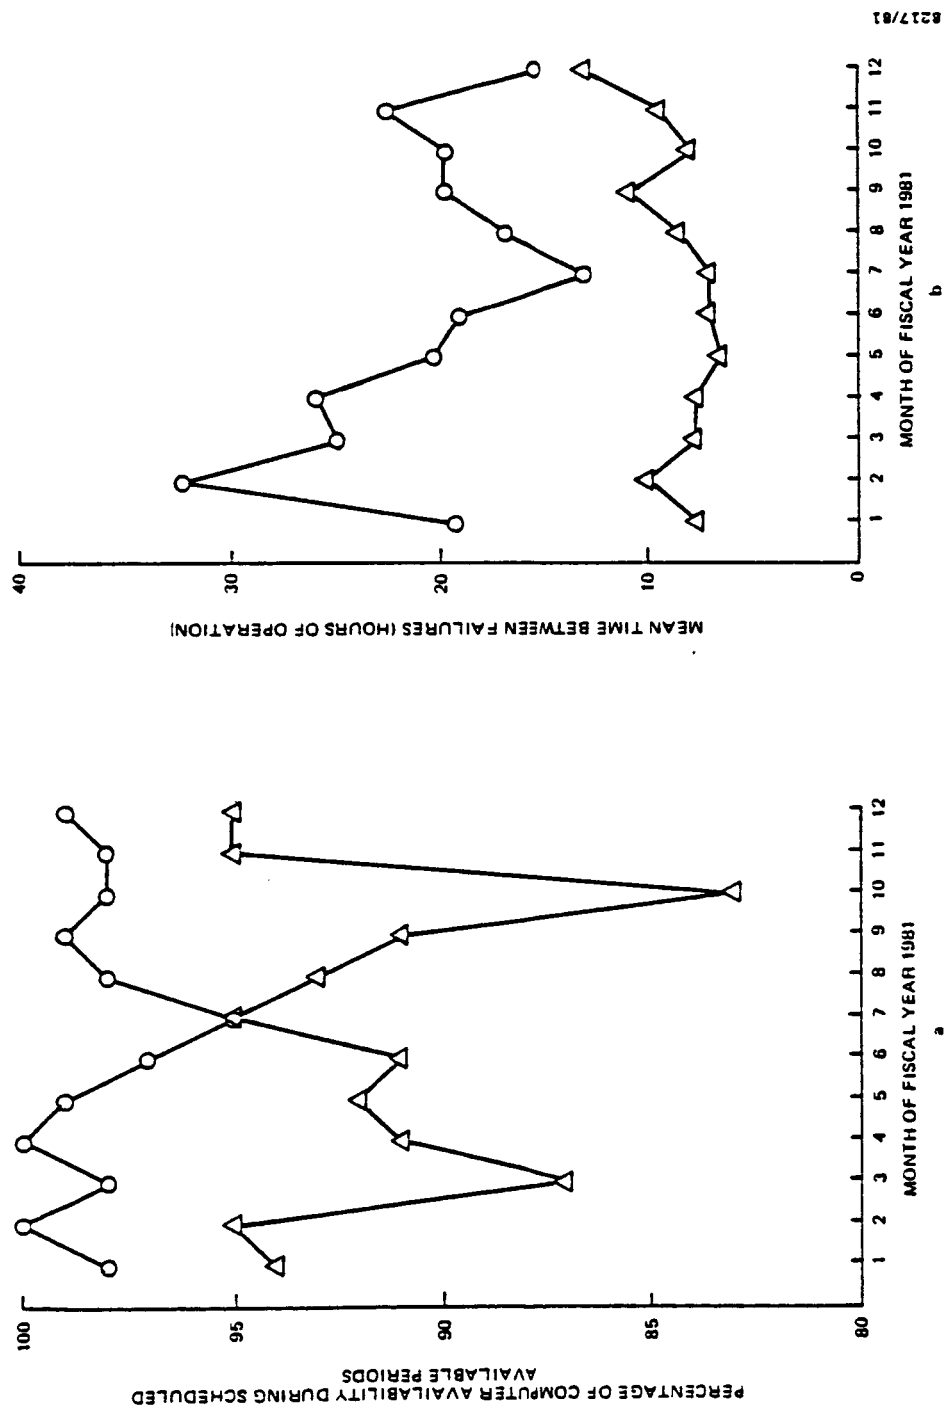 PERCENTAGE OF COMPUTER AVAILABILITY DURING SCHEDULED
AVAILABLE PERIODS
100
95
90
85
80
1 2 3 4 5 6 7 8 9 10 11 12
MONTH OF FISCAL YEAR 1981
a
MEAN TIME BETWEEN FAILURES (HOURS OF OPERATION)
40
30
20
10
0
1 2 3 4 5 6 7 8 9 10 11 12
MONTH OF FISCAL YEAR 1981
b
8217/81